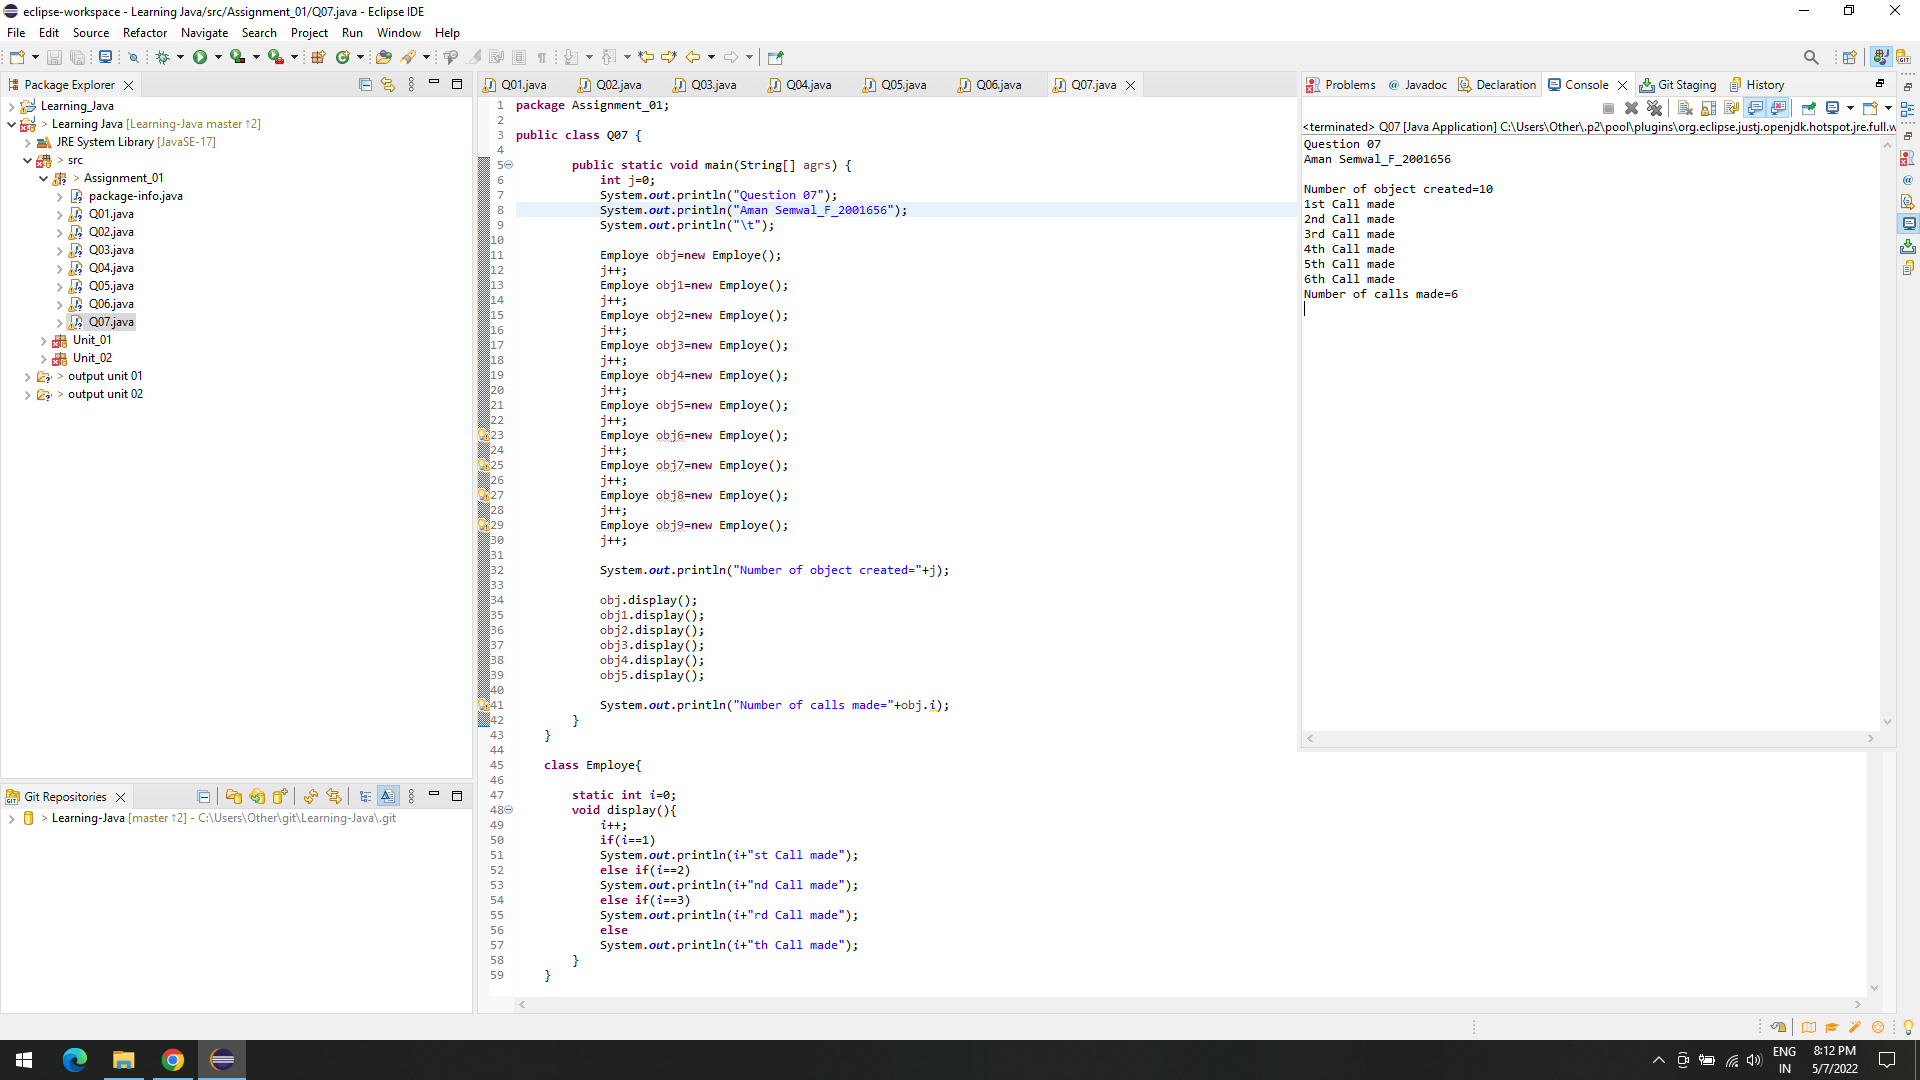 eclipse-workspace - Learning Java/src/Assignment_01/Q07.java - Eclipse IDE
File Edit Source Refactor Navigate Search Project Run Window Help
Package Explorer
Learning_Java
> Learning Java [Learning-Java master ↑2]
JRE System Library [JavaSE-17]
> src
> Assignment_01
package-info.java
Q01.java
Q02.java
Q03.java
Q04.java
Q05.java
Q06.java
Q07.java
Unit_01
Unit_02
> output unit 01
> output unit 02
Git Repositories
> Learning-Java [master ↑2] - C:\Users\Other\git\Learning-Java\.git
Q01.java Q02.java Q03.java Q04.java Q05.java Q06.java Q07.java
1 package Assignment_01;
2
3 public class Q07 {
4
5 public static void main(String[] agrs) {
6 int j=0;
7 System.out.println("Question 07");
8 System.out.println("Aman Semwal_F_2001656");
9 System.out.println("\t");
10
11 Employe obj=new Employe();
12 j++;
13 Employe obj1=new Employe();
14 j++;
15 Employe obj2=new Employe();
16 j++;
17 Employe obj3=new Employe();
18 j++;
19 Employe obj4=new Employe();
20 j++;
21 Employe obj5=new Employe();
22 j++;
23 Employe obj6=new Employe();
24 j++;
25 Employe obj7=new Employe();
26 j++;
27 Employe obj8=new Employe();
28 j++;
29 Employe obj9=new Employe();
30 j++;
31
32 System.out.println("Number of object created="+j);
33
34 obj.display();
35 obj1.display();
36 obj2.display();
37 obj3.display();
38 obj4.display();
39 obj5.display();
40
41 System.out.println("Number of calls made="+obj.i);
42 }
43 }
44
45 class Employe{
46
47 static int i=0;
48 void display(){
49 i++;
50 if(i==1)
51 System.out.println(i+"st Call made");
52 else if(i==2)
53 System.out.println(i+"nd Call made");
54 else if(i==3)
55 System.out.println(i+"rd Call made");
56 else
57 System.out.println(i+"th Call made");
58 }
59 }
Problems @ Javadoc Declaration Console Git Staging History
<terminated> Q07 [Java Application] C:\Users\Other\.p2\pool\plugins\org.eclipse.justj.openjdk.hotspot.jre.full.w
Question 07
Aman Semwal_F_2001656
Number of object created=10
1st Call made
2nd Call made
3rd Call made
4th Call made
5th Call made
6th Call made
Number of calls made=6
ENG
IN
8:12 PM
5/7/2022